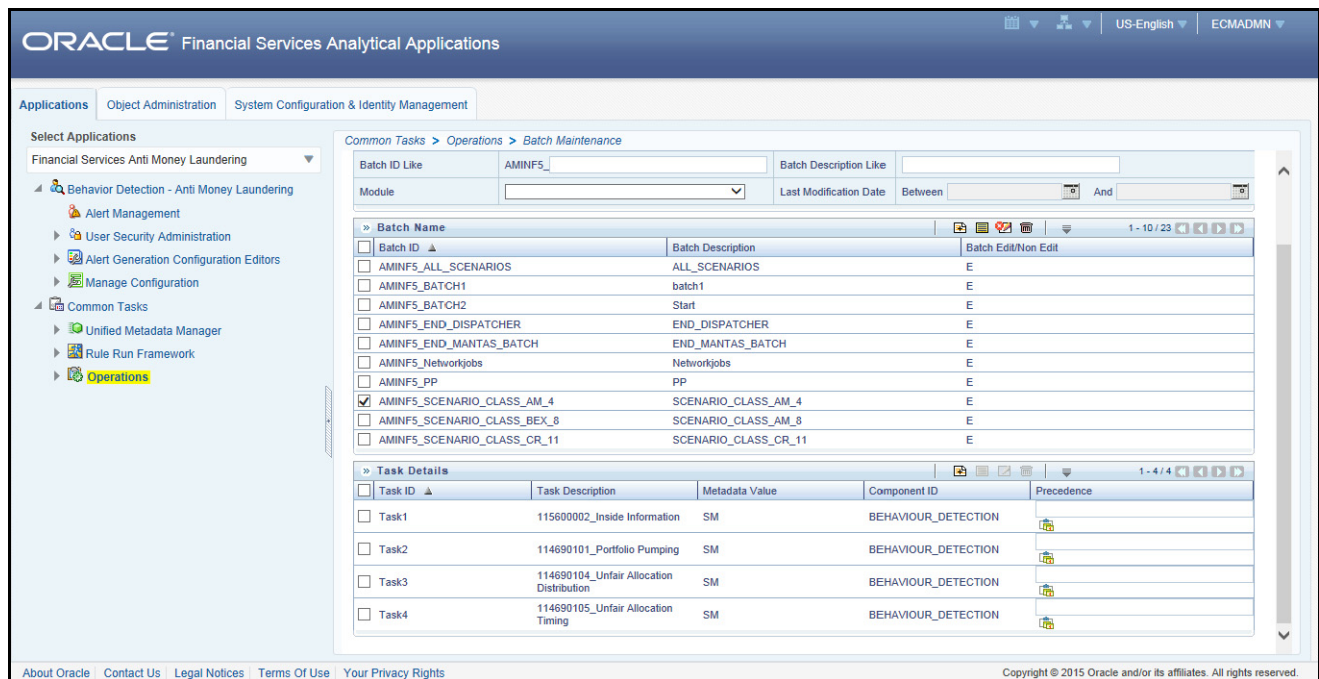 US-English ECMADMN
ORACLE® Financial Services Analytical Applications
Applications Object Administration System Configuration & Identity Management
Select Applications
Financial Services Anti Money Laundering
Behavior Detection - Anti Money Laundering
Alert Management
User Security Administration
Alert Generation Configuration Editors
Manage Configuration
Common Tasks
Unified Metadata Manager
Rule Run Framework
Operations
Common Tasks > Operations > Batch Maintenance
Batch ID Like AMINF5_ Batch Description Like
Module Last Modification Date Between And
» Batch Name 1 - 10 / 23
Batch ID Batch Description Batch Edit/Non Edit
AMINF5_ALL_SCENARIOS ALL_SCENARIOS E
AMINF5_BATCH1 batch1 E
AMINF5_BATCH2 Start E
AMINF5_END_DISPATCHER END_DISPATCHER E
AMINF5_END_MANTAS_BATCH END_MANTAS_BATCH E
AMINF5_Networkjobs Networkjobs E
AMINF5_PP PP E
AMINF5_SCENARIO_CLASS_AM_4 SCENARIO_CLASS_AM_4 E
AMINF5_SCENARIO_CLASS_BEX_8 SCENARIO_CLASS_AM_8 E
AMINF5_SCENARIO_CLASS_CR_11 SCENARIO_CLASS_CR_11 E
» Task Details 1 - 4 / 4
Task ID Task Description Metadata Value Component ID Precedence
Task1 115600002_Inside Information SM BEHAVIOUR_DETECTION
Task2 114690101_Portfolio Pumping SM BEHAVIOUR_DETECTION
Task3 114690104_Unfair Allocation Distribution SM BEHAVIOUR_DETECTION
Task4 114690105_Unfair Allocation Timing SM BEHAVIOUR_DETECTION
About Oracle Contact Us Legal Notices Terms Of Use Your Privacy Rights Copyright © 2015 Oracle and/or its affiliates. All rights reserved.